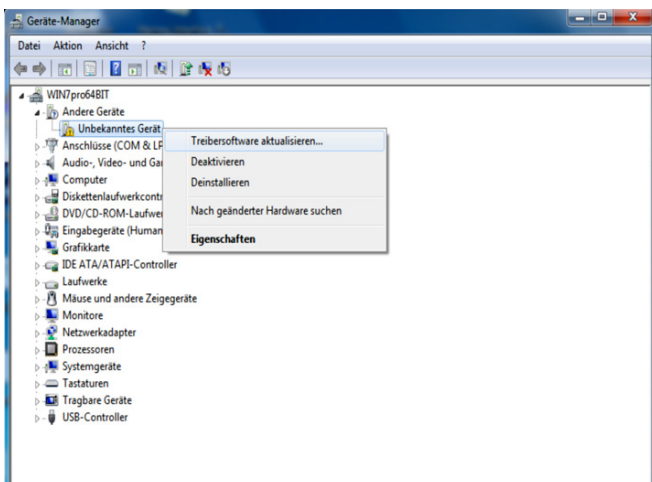 Geräte-Manager
Datei Aktion Ansicht ?
WIN7pro64BIT
Andere Geräte
Unbekanntes Gerät
Treibersoftware aktualisieren...
Deaktivieren
Deinstallieren
Nach geänderter Hardware suchen
Eigenschaften
Anschlüsse (COM & LP
Audio-, Video- und Gar
Computer
Diskettenlaufwerkcontr
DVD/CD-ROM-Laufwer
Eingabegeräte (Human
Grafikkarte
IDE ATA/ATAPI-Controller
Laufwerke
Mäuse und andere Zeigegeräte
Monitore
Netzwerkadapter
Prozessoren
Systemgeräte
Tastaturen
Tragbare Geräte
USB-Controller